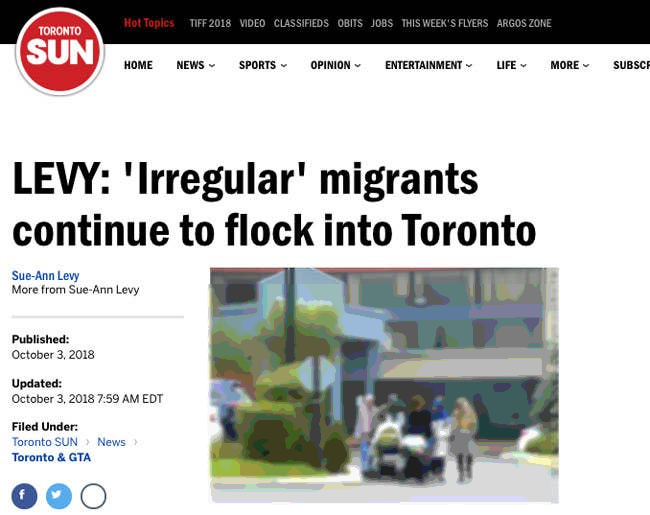 TORONTO
SUN
Hot Topics TIFF 2018 VIDEO CLASSIFIEDS OBITS JOBS THIS WEEK'S FLYERS ARGOS ZONE
HOME NEWS SPORTS OPINION ENTERTAINMENT LIFE MORE SUBSCR
LEVY: 'Irregular' migrants
continue to flock into Toronto
Sue-Ann Levy
More from Sue-Ann Levy
Published:
October 3, 2018
Updated:
October 3, 2018 7:59 AM EDT
Filed Under:
Toronto SUN › News ›
Toronto & GTA